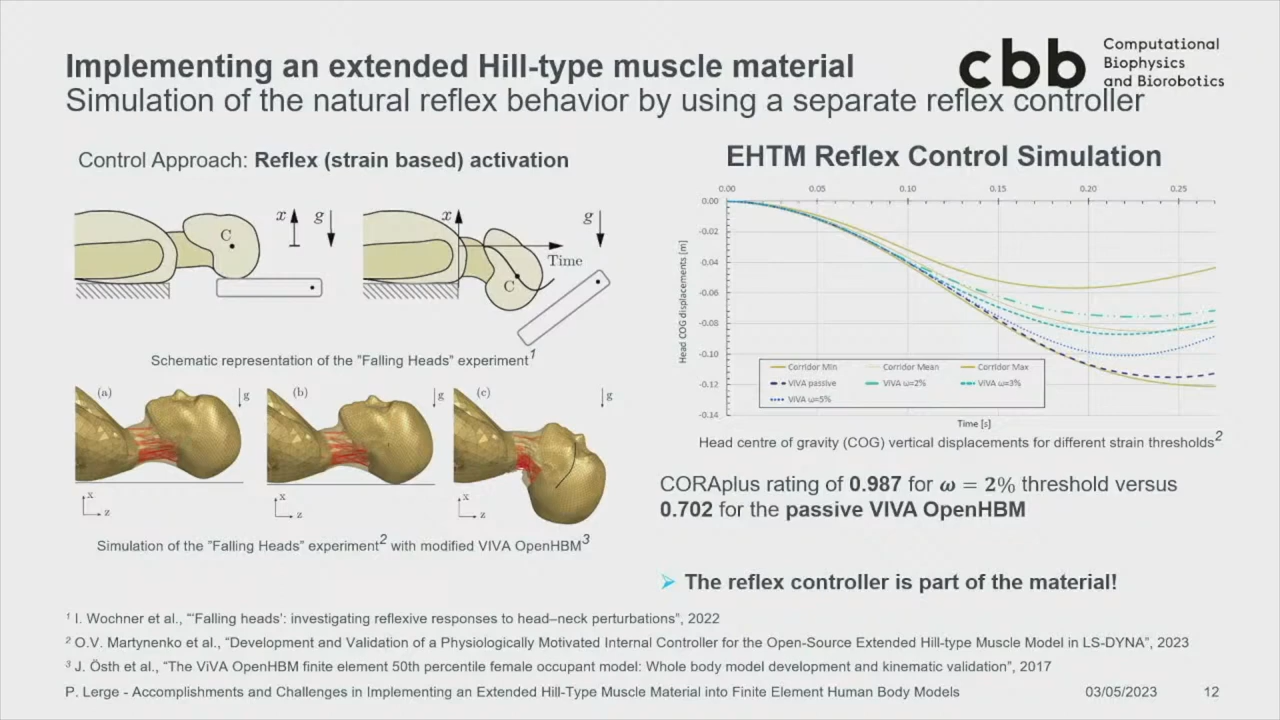 Implementing an extended Hill-type muscle material
Simulation of the natural reflex behavior by using a separate reflex controller
cbb
Computational
Biophysics
and Biorobotics
Control Approach: Reflex (strain based) activation
x
g
C
x
g
Time
C
Schematic representation of the "Falling Heads" experiment1
(a)
g
x
z
(b)
g
x
z
(c)
g
x
z
Simulation of the "Falling Heads" experiment2 with modified VIVA OpenHBM3
EHTM Reflex Control Simulation
0.00 0.05 0.10 0.15 0.20 0.25
0.00
-0.02
-0.04
-0.06
-0.08
-0.10
-0.12
-0.14
Head COG displacements [m]
Corridor Min Corridor Mean Corridor Max
VIVA passive VIVA ω=2% VIVA ω=3%
VIVA ω=5%
Time [s]
Head centre of gravity (COG) vertical displacements for different strain thresholds2
CORAplus rating of 0.987 for ω = 2% threshold versus
0.702 for the passive VIVA OpenHBM
The reflex controller is part of the material!
1 I. Wochner et al., "'Falling heads': investigating reflexive responses to head–neck perturbations", 2022
2 O.V. Martynenko et al., "Development and Validation of a Physiologically Motivated Internal Controller for the Open-Source Extended Hill-type Muscle Model in LS-DYNA", 2023
3 J. Östh et al., "The ViVA OpenHBM finite element 50th percentile female occupant model: Whole body model development and kinematic validation", 2017
P. Lerge - Accomplishments and Challenges in Implementing an Extended Hill-Type Muscle Material into Finite Element Human Body Models 03/05/2023 12